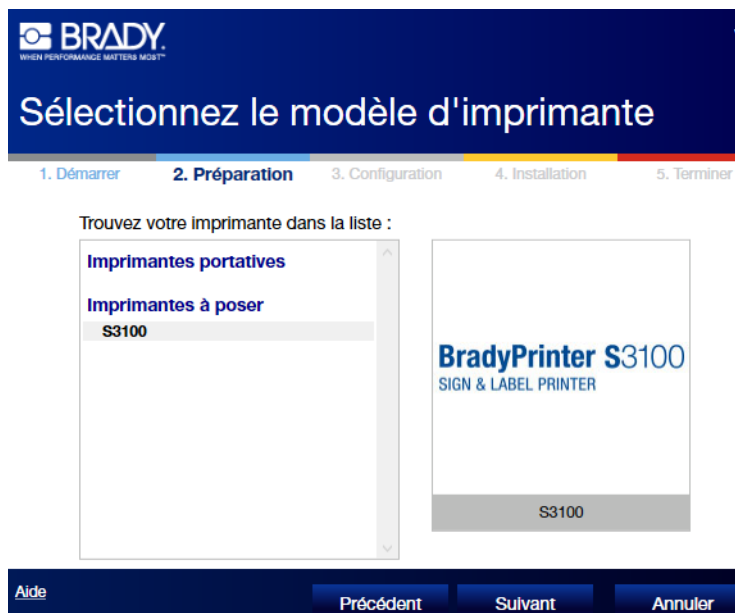 BRADY.
WHEN PERFORMANCE MATTERS MOST™
Sélectionnez le modèle d'imprimante
1. Démarrer 2. Préparation 3. Configuration 4. Installation 5. Terminer
Trouvez votre imprimante dans la liste :
Imprimantes portatives
Imprimantes à poser
S3100
BradyPrinter S3100
SIGN & LABEL PRINTER
S3100
Aide
Précédent Suivant Annuler